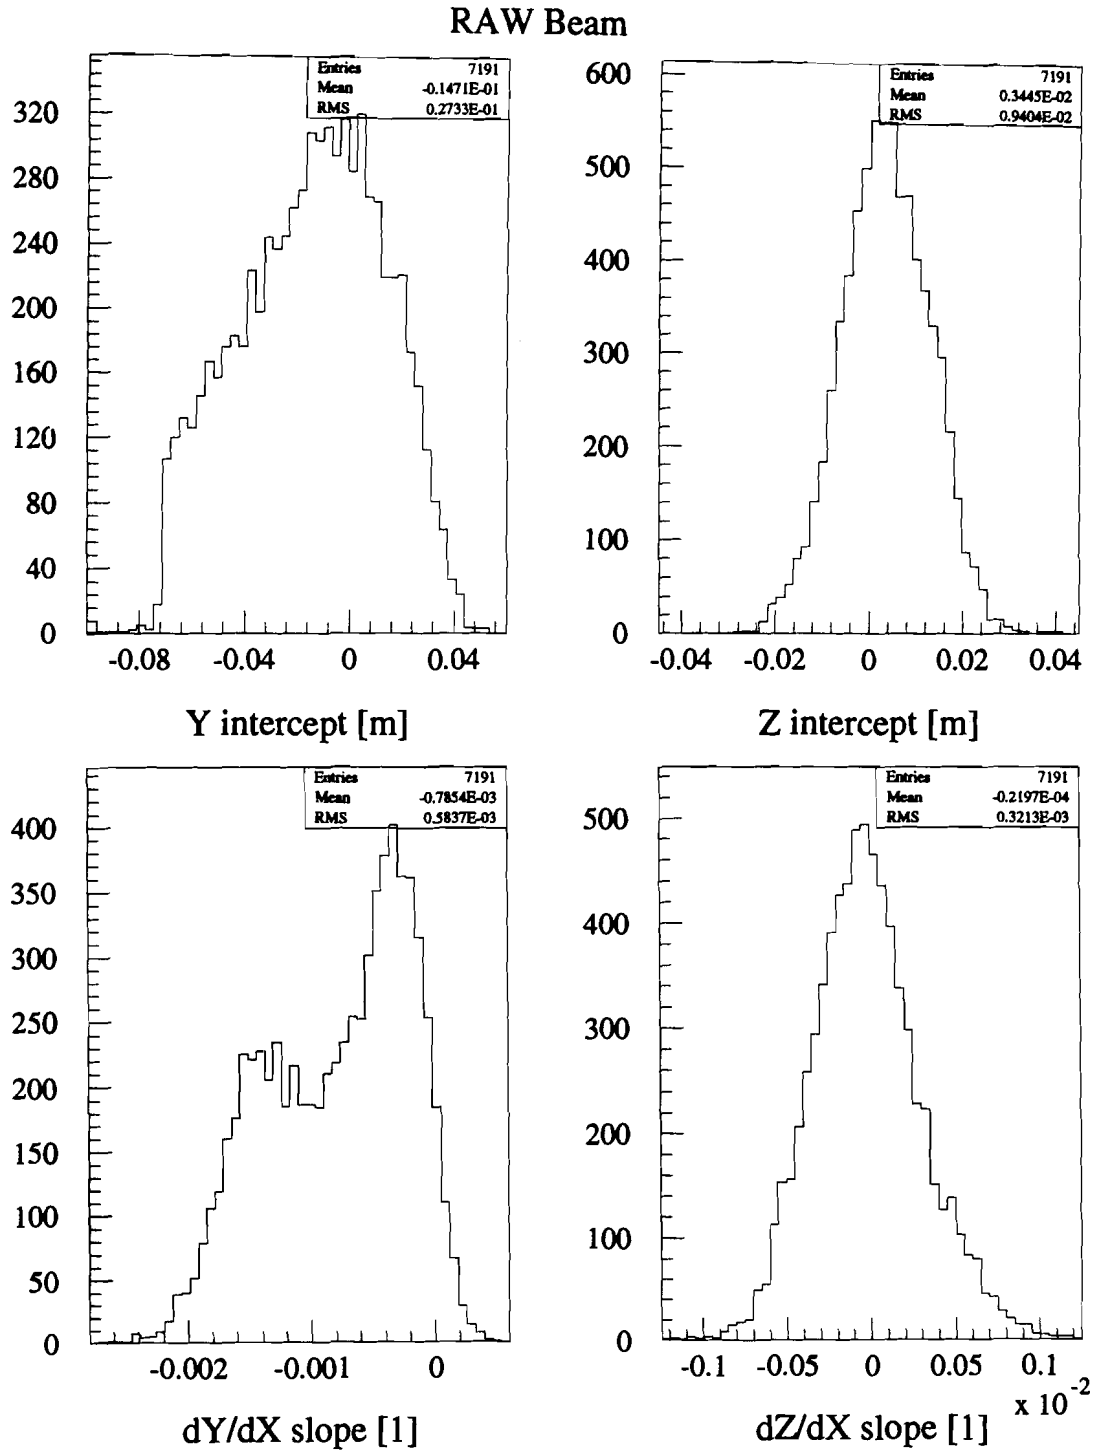 RAW Beam
Entries 7191
Mean -0.1471E-01
RMS 0.2733E-01
320
280
240
200
160
120
80
40
0
-0.08 -0.04 0 0.04
Y intercept [m]
Entries 7191
Mean 0.3445E-02
RMS 0.9404E-02
600
500
400
300
200
100
0
-0.04 -0.02 0 0.02 0.04
Z intercept [m]
Entries 7191
Mean -0.7854E-03
RMS 0.5837E-03
400
350
300
250
200
150
100
50
0
-0.002 -0.001 0
dY/dX slope [1]
Entries 7191
Mean -0.2197E-04
RMS 0.3213E-03
500
400
300
200
100
0
-0.1 -0.05 0 0.05 0.1
x 10^-2
dZ/dX slope [1]